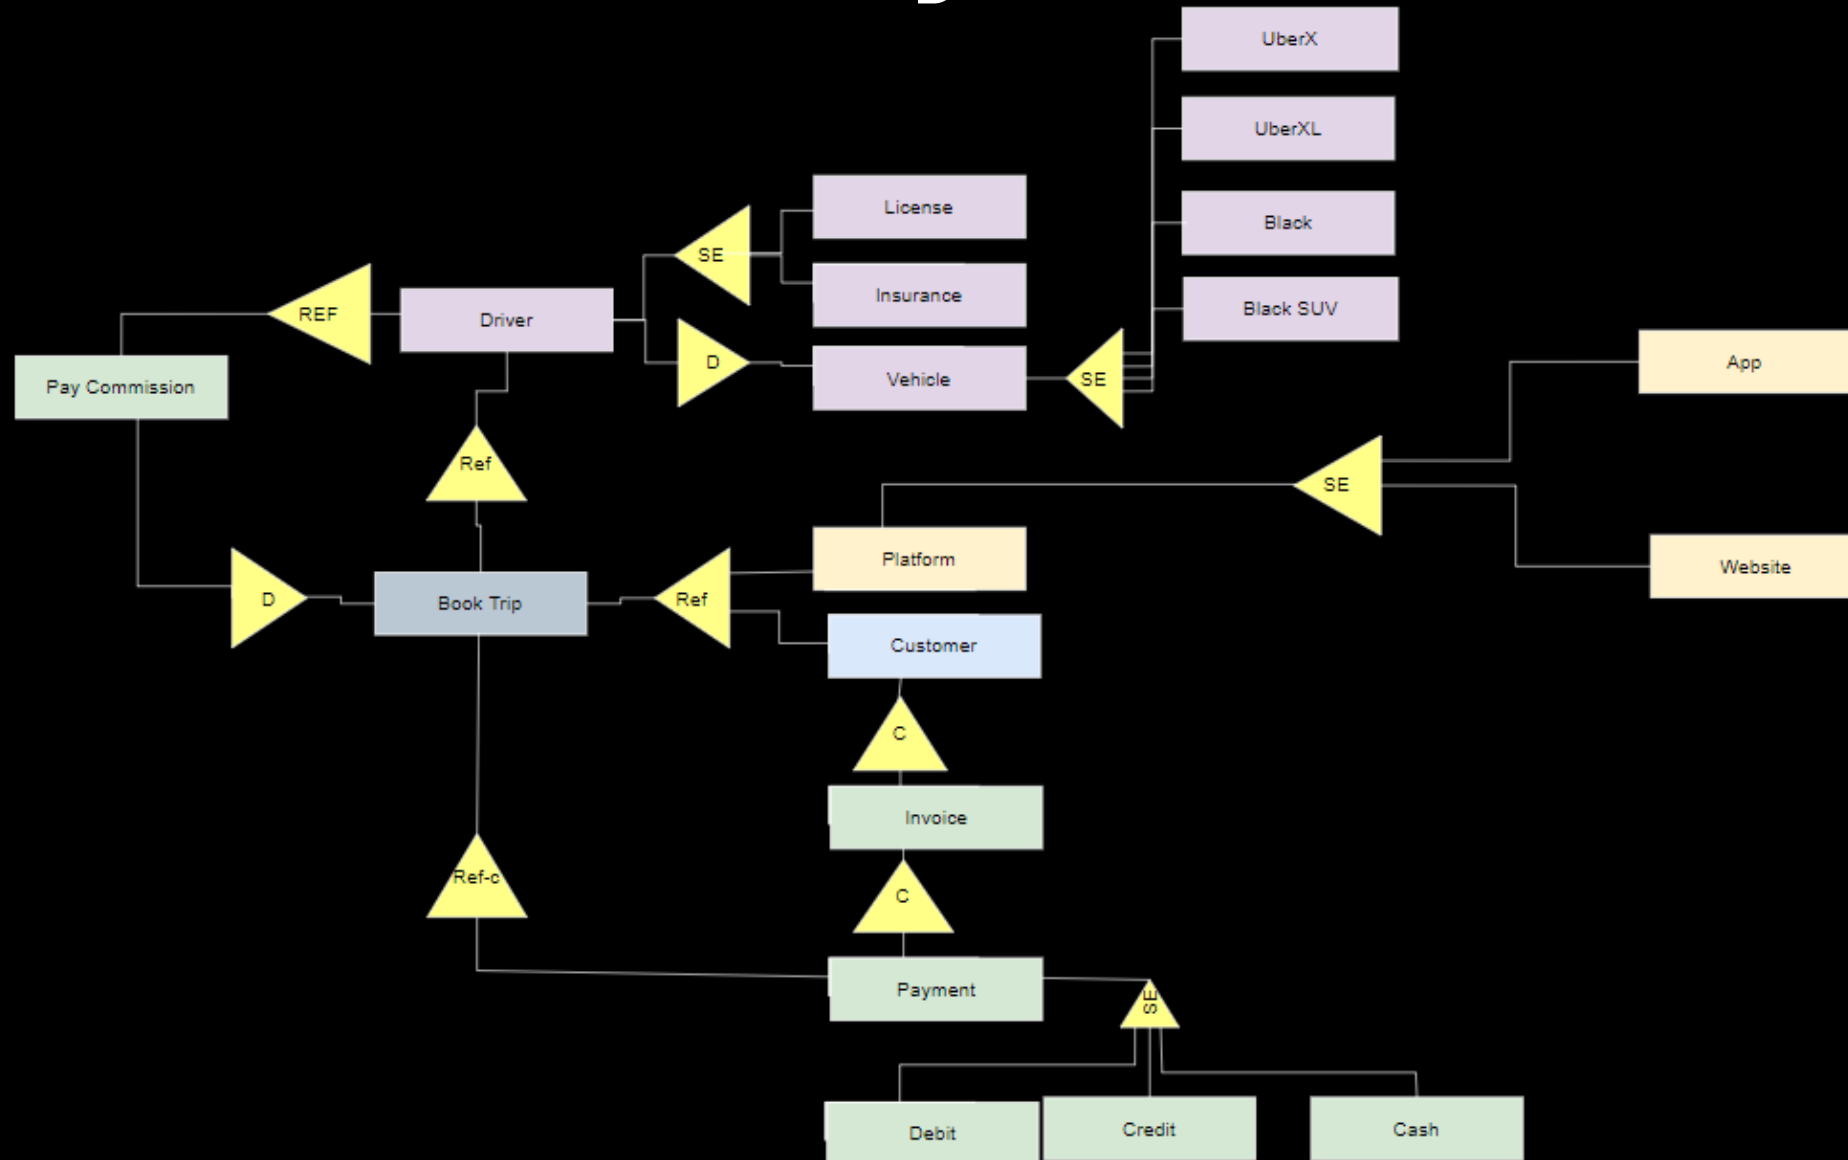 UberX
UberXL
License
SE
Black
Insurance
Black SUV
REF
Driver
D
Vehicle
SE
App
Pay Commission
Ref
SE
Platform
Website
D
Book Trip
Ref
Customer
C
Invoice
Ref-c
C
Payment
SE
Debit
Credit
Cash